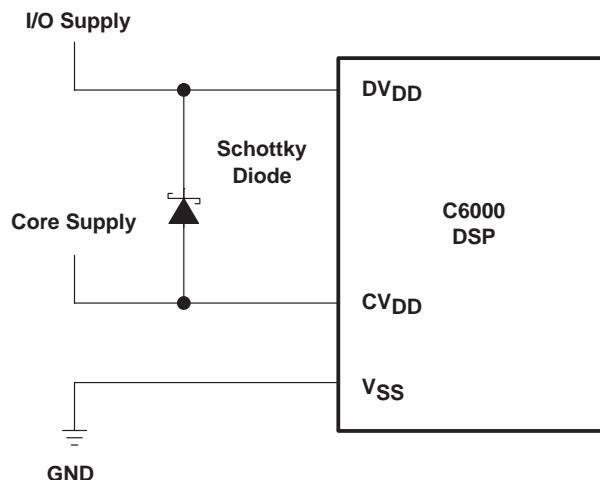 I/O Supply
DVDD
Schottky
Diode
C6000
DSP
Core Supply
CVDD
VSS
GND